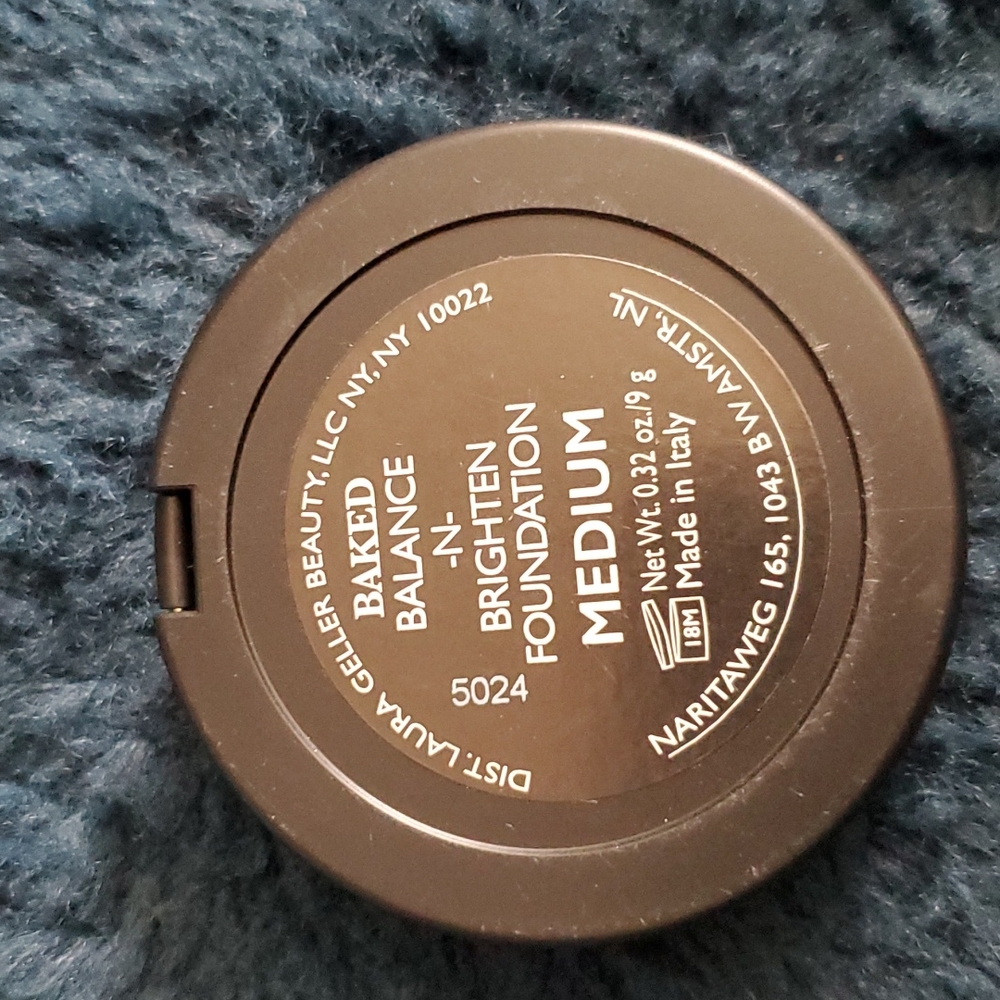 DIST. LAURA GELLER BEAUTY, LLC NY, NY 10022
BAKED
BALANCE
-N-
BRIGHTEN
FOUNDATION
MEDIUM
Net Wt. 0.32 oz./9 g
18M Made in Italy
NARITAWEG 165, 1043 BW AMSTR, NL
5024